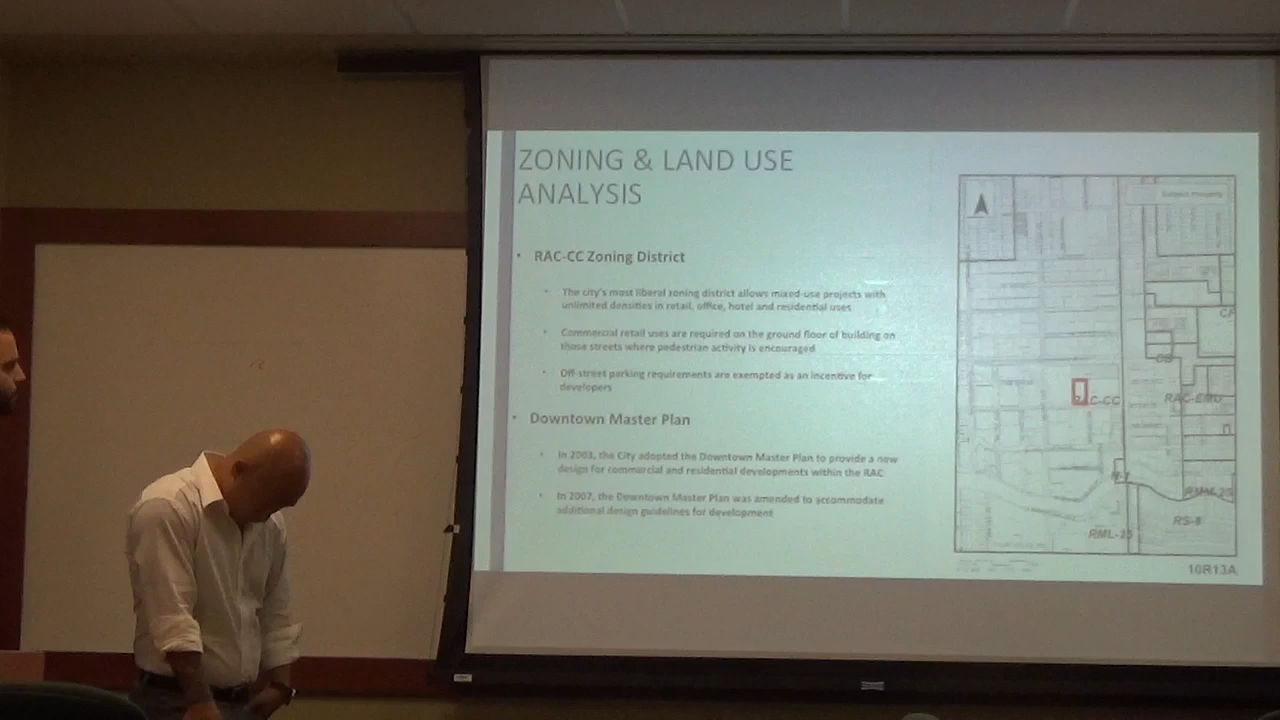 ZONING & LAND USE
ANALYSIS
• RAC-CC Zoning District
- The city's most liberal zoning district allows mixed-use projects with
unlimited densities in retail, office, hotel and residential uses
• Commercial retail uses are required on the ground floor of building on
those streets where pedestrian activity is encouraged
• Off-street parking requirements are exempted as an incentive for
developers
• Downtown Master Plan
• In 2003, the City adopted the Downtown Master Plan to provide a new
design for commercial and residential developments within the RAC
• In 2007, the Downtown Master Plan was amended to accommodate
additional design guidelines for development
Subject Property
CF
RAC-CC
RAC-EMU
RS-8
10R13A